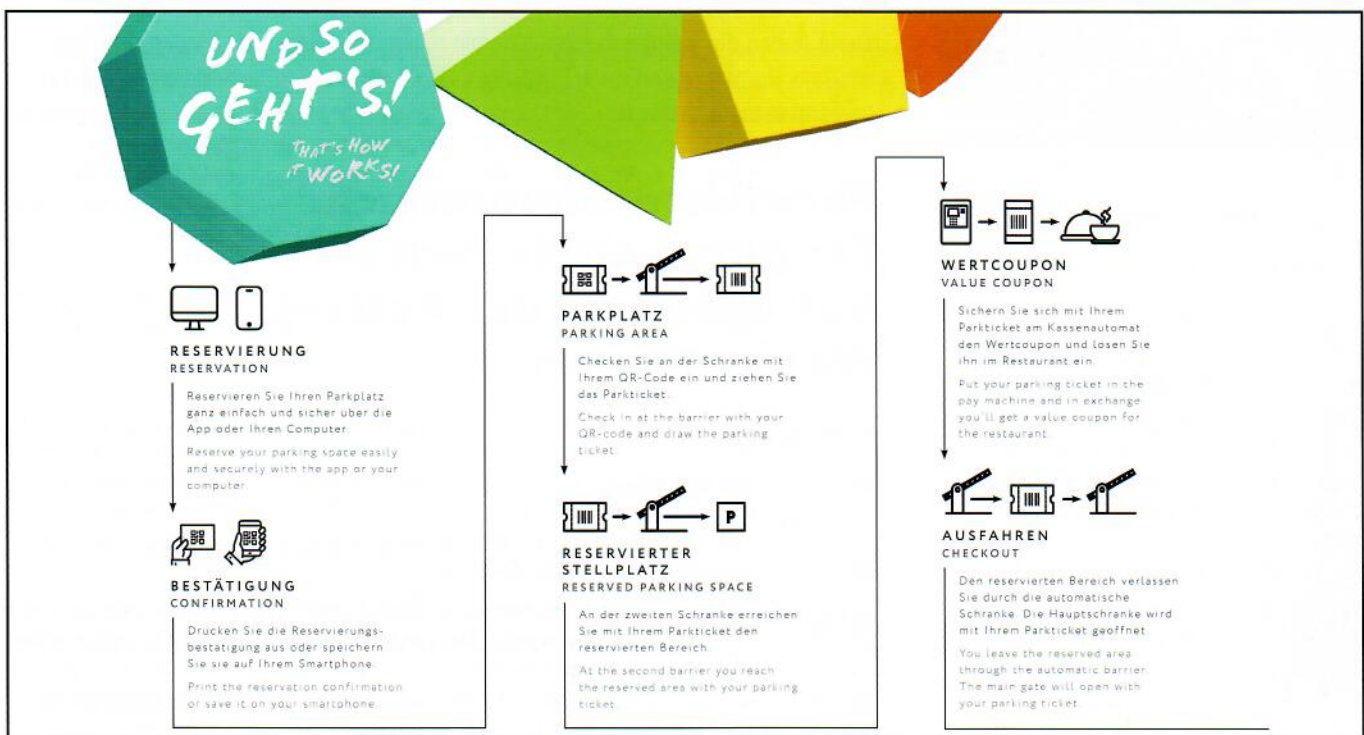 UND SO
GEHT'S!
THAT'S HOW
IT WORKS!
RESERVIERUNG
RESERVATION
Reservieren Sie Ihren Parkplatz
ganz einfach und sicher über die
App oder Ihren Computer
Reserve your parking space easily
and securely with the app or your
computer.
BESTÄTIGUNG
CONFIRMATION
Drucken Sie die Reservierungs-
bestätigung aus oder speichern
Sie sie auf Ihrem Smartphone.
Print the reservation confirmation
or save it on your smartphone.
PARKPLATZ
PARKING AREA
Checken Sie an der Schranke mit
Ihrem QR-Code ein und ziehen Sie
das Parkticket.
Check in at the barrier with your
QR-code and draw the parking
ticket.
P
RESERVIERTER
STELLPLATZ
RESERVED PARKING SPACE
An der zweiten Schranke erreichen
Sie mit Ihrem Parkticket den
reservierten Bereich.
At the second barrier you reach
the reserved area with your parking
ticket.
WERTCOUPON
VALUE COUPON
Sichern Sie sich mit Ihrem
Parkticket am Kassenautomat
den Wertcoupon und lösen Sie
ihn im Restaurant ein.
Put your parking ticket in the
pay machine and in exchange
you'll get a value coupon for
the restaurant.
AUSFAHREN
CHECKOUT
Den reservierten Bereich verlassen
Sie durch die automatische
Schranke. Die Hauptschranke wird
mit Ihrem Parkticket geöffnet
You leave the reserved area
through the automatic barrier.
The main gate will open with
your parking ticket.